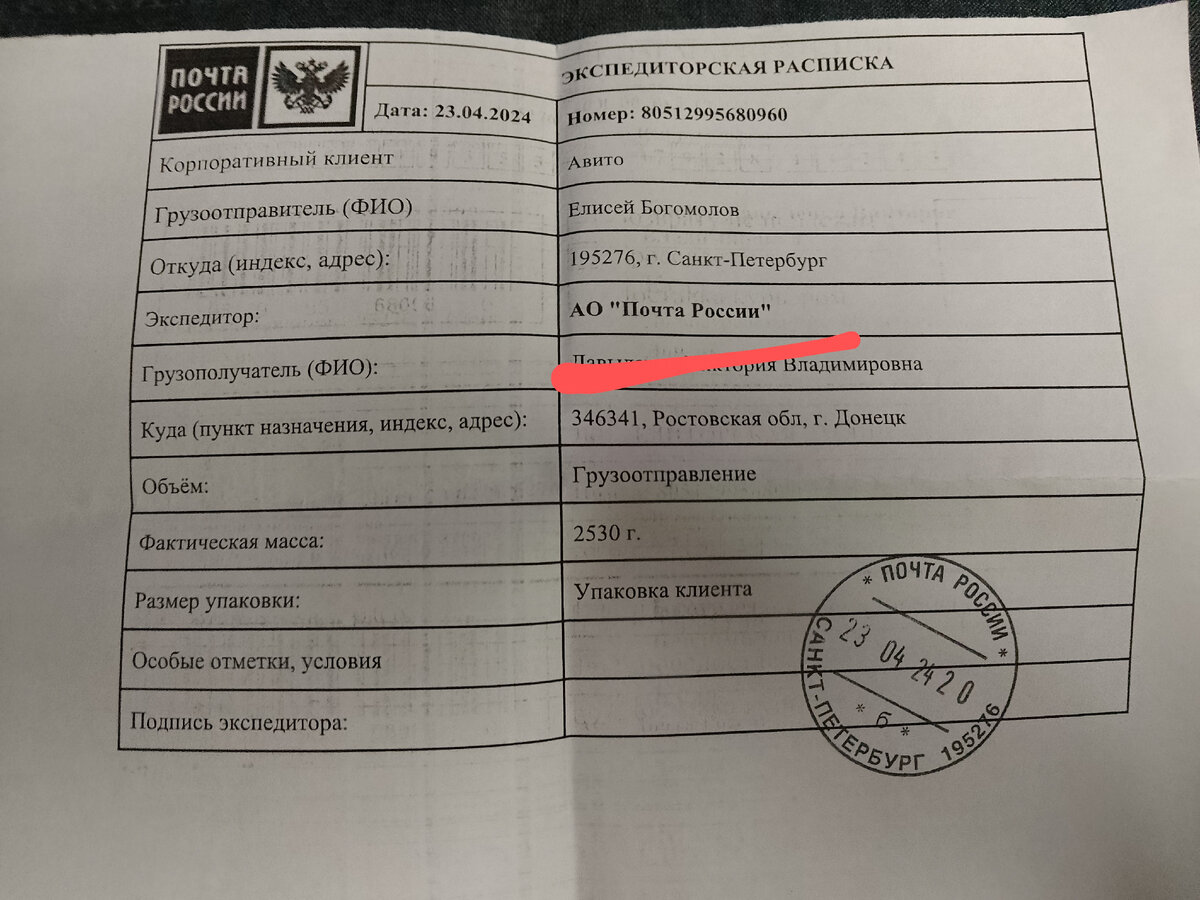 ПОЧТА
РОССИИ
ЭКСПЕДИТОРСКАЯ РАСПИСКА
Дата: 23.04.2024 Номер: 80512995680960
Корпоративный клиент Авито
Грузоотправитель (ФИО) Елисей Богомолов
Откуда (индекс, адрес): 195276, г. Санкт-Петербург
Экспедитор: АО "Почта России"
Грузополучатель (ФИО): Владимировна
Куда (пункт назначения, индекс, адрес): 346341, Ростовская обл, г. Донецк
Объём: Грузоотправление
Фактическая масса: 2530 г.
Размер упаковки: Упаковка клиента
Особые отметки, условия
Подпись экспедитора:
* ПОЧТА РОССИИ *
23 04 24 20
* б *
САНКТ-ПЕТЕРБУРГ 195276